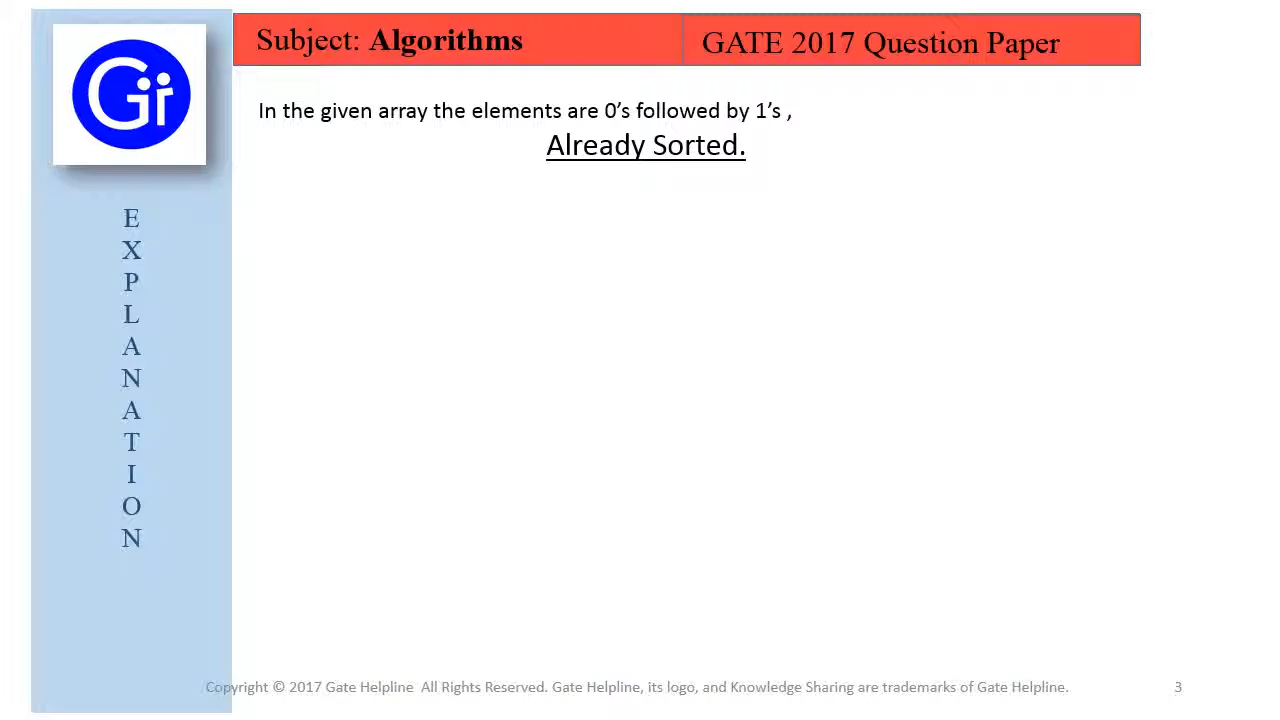 Gir
Subject: Algorithms
GATE 2017 Question Paper
In the given array the elements are 0’s followed by 1’s ,
Already Sorted.
E
X
P
L
A
N
A
T
I
O
N
Copyright © 2017 Gate Helpline  All Rights Reserved. Gate Helpline, its logo, and Knowledge Sharing are trademarks of Gate Helpline.
3